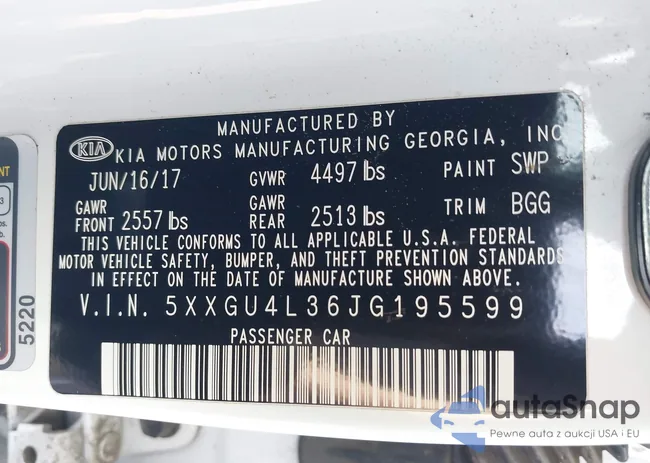 MANUFACTURED BY
KIA KIA MOTORS MANUFACTURING GEORGIA, INC
JUN/16/17 GVWR 4497 lbs PAINT SWP
GAWR FRONT 2557 lbs GAWR REAR 2513 lbs TRIM BGG
THIS VEHICLE CONFORMS TO ALL APPLICABLE U.S.A. FEDERAL
MOTOR VEHICLE SAFETY, BUMPER, AND THEFT PREVENTION STANDARDS
IN EFFECT ON THE DATE OF MANUFACTURE SHOWN ABOVE.
V.I.N. 5XXGU4L36JG195599
PASSENGER CAR
5220
autaSnap
Pewne auta z aukcji USA i EU